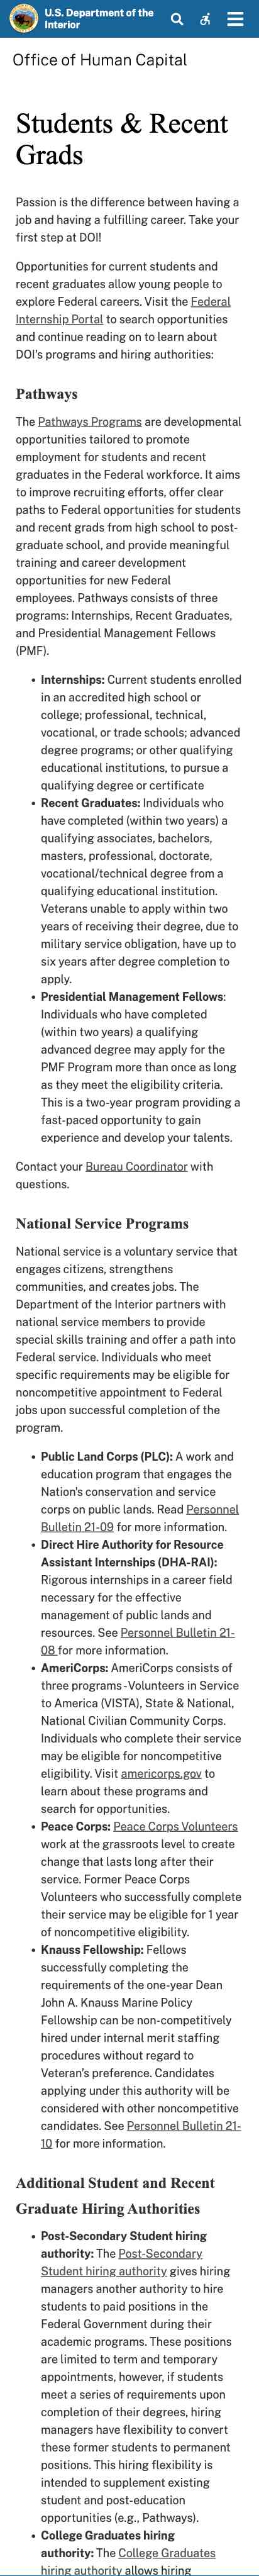 U.S. Department of the
Interior
Office of Human Capital
Students & Recent
Grads
Passion is the difference between having a
job and having a fulfilling career. Take your
first step at DOI!
Opportunities for current students and
recent graduates allow young people to
explore Federal careers. Visit the Federal
Internship Portal to search opportunities
and continue reading on to learn about
DOI's programs and hiring authorities:
Pathways
The Pathways Programs are developmental
opportunities tailored to promote
employment for students and recent
graduates in the Federal workforce. It aims
to improve recruiting efforts, offer clear
paths to Federal opportunities for students
and recent grads from high school to post-
graduate school, and provide meaningful
training and career development
opportunities for new Federal
employees. Pathways consists of three
programs: Internships, Recent Graduates,
and Presidential Management Fellows
(PMF).
• Internships: Current students enrolled
in an accredited high school or
college; professional, technical,
vocational, or trade schools; advanced
degree programs; or other qualifying
educational institutions, to pursue a
qualifying degree or certificate
• Recent Graduates: Individuals who
have completed (within two years) a
qualifying associates, bachelors,
masters, professional, doctorate,
vocational/technical degree from a
qualifying educational institution.
Veterans unable to apply within two
years of receiving their degree, due to
military service obligation, have up to
six years after degree completion to
apply.
• Presidential Management Fellows:
Individuals who have completed
(within two years) a qualifying
advanced degree may apply for the
PMF Program more than once as long
as they meet the eligibility criteria.
This is a two-year program providing a
fast-paced opportunity to gain
experience and develop your talents.
Contact your Bureau Coordinator with
questions.
National Service Programs
National service is a voluntary service that
engages citizens, strengthens
communities, and creates jobs. The
Department of the Interior partners with
national service members to provide
special skills training and offer a path into
Federal service. Individuals who meet
specific requirements may be eligible for
noncompetitive appointment to Federal
jobs upon successful completion of the
program.
• Public Land Corps (PLC): A work and
education program that engages the
Nation's conservation and service
corps on public lands. Read Personnel
Bulletin 21-09 for more information.
• Direct Hire Authority for Resource
Assistant Internships (DHA-RAI):
Rigorous internships in a career field
necessary for the effective
management of public lands and
resources. See Personnel Bulletin 21-
08 for more information.
• AmeriCorps: AmeriCorps consists of
three programs-Volunteers in Service
to America (VISTA), State & National,
National Civilian Community Corps.
Individuals who complete their service
may be eligible for noncompetitive
eligibility. Visit americorps.gov to
learn about these programs and
search for opportunities.
• Peace Corps: Peace Corps Volunteers
work at the grassroots level to create
change that lasts long after their
service. Former Peace Corps
Volunteers who successfully complete
their service may be eligible for 1 year
of noncompetitive eligibility.
• Knauss Fellowship: Fellows
successfully completing the
requirements of the one-year Dean
John A. Knauss Marine Policy
Fellowship can be non-competitively
hired under internal merit staffing
procedures without regard to
Veteran's preference. Candidates
applying under this authority will be
considered with other noncompetitive
candidates. See Personnel Bulletin 21-
10 for more information.
Additional Student and Recent
Graduate Hiring Authorities
• Post-Secondary Student hiring
authority: The Post-Secondary
Student hiring authority gives hiring
managers another authority to hire
students to paid positions in the
Federal Government during their
academic programs. These positions
are limited to term and temporary
appointments, however, if students
meet a series of requirements upon
completion of their degrees, hiring
managers have flexibility to convert
these former students to permanent
positions. This hiring flexibility is
intended to supplement existing
student and post-education
opportunities (e.g., Pathways).
• College Graduates hiring
authority: The College Graduates
hiring authority allows hiring